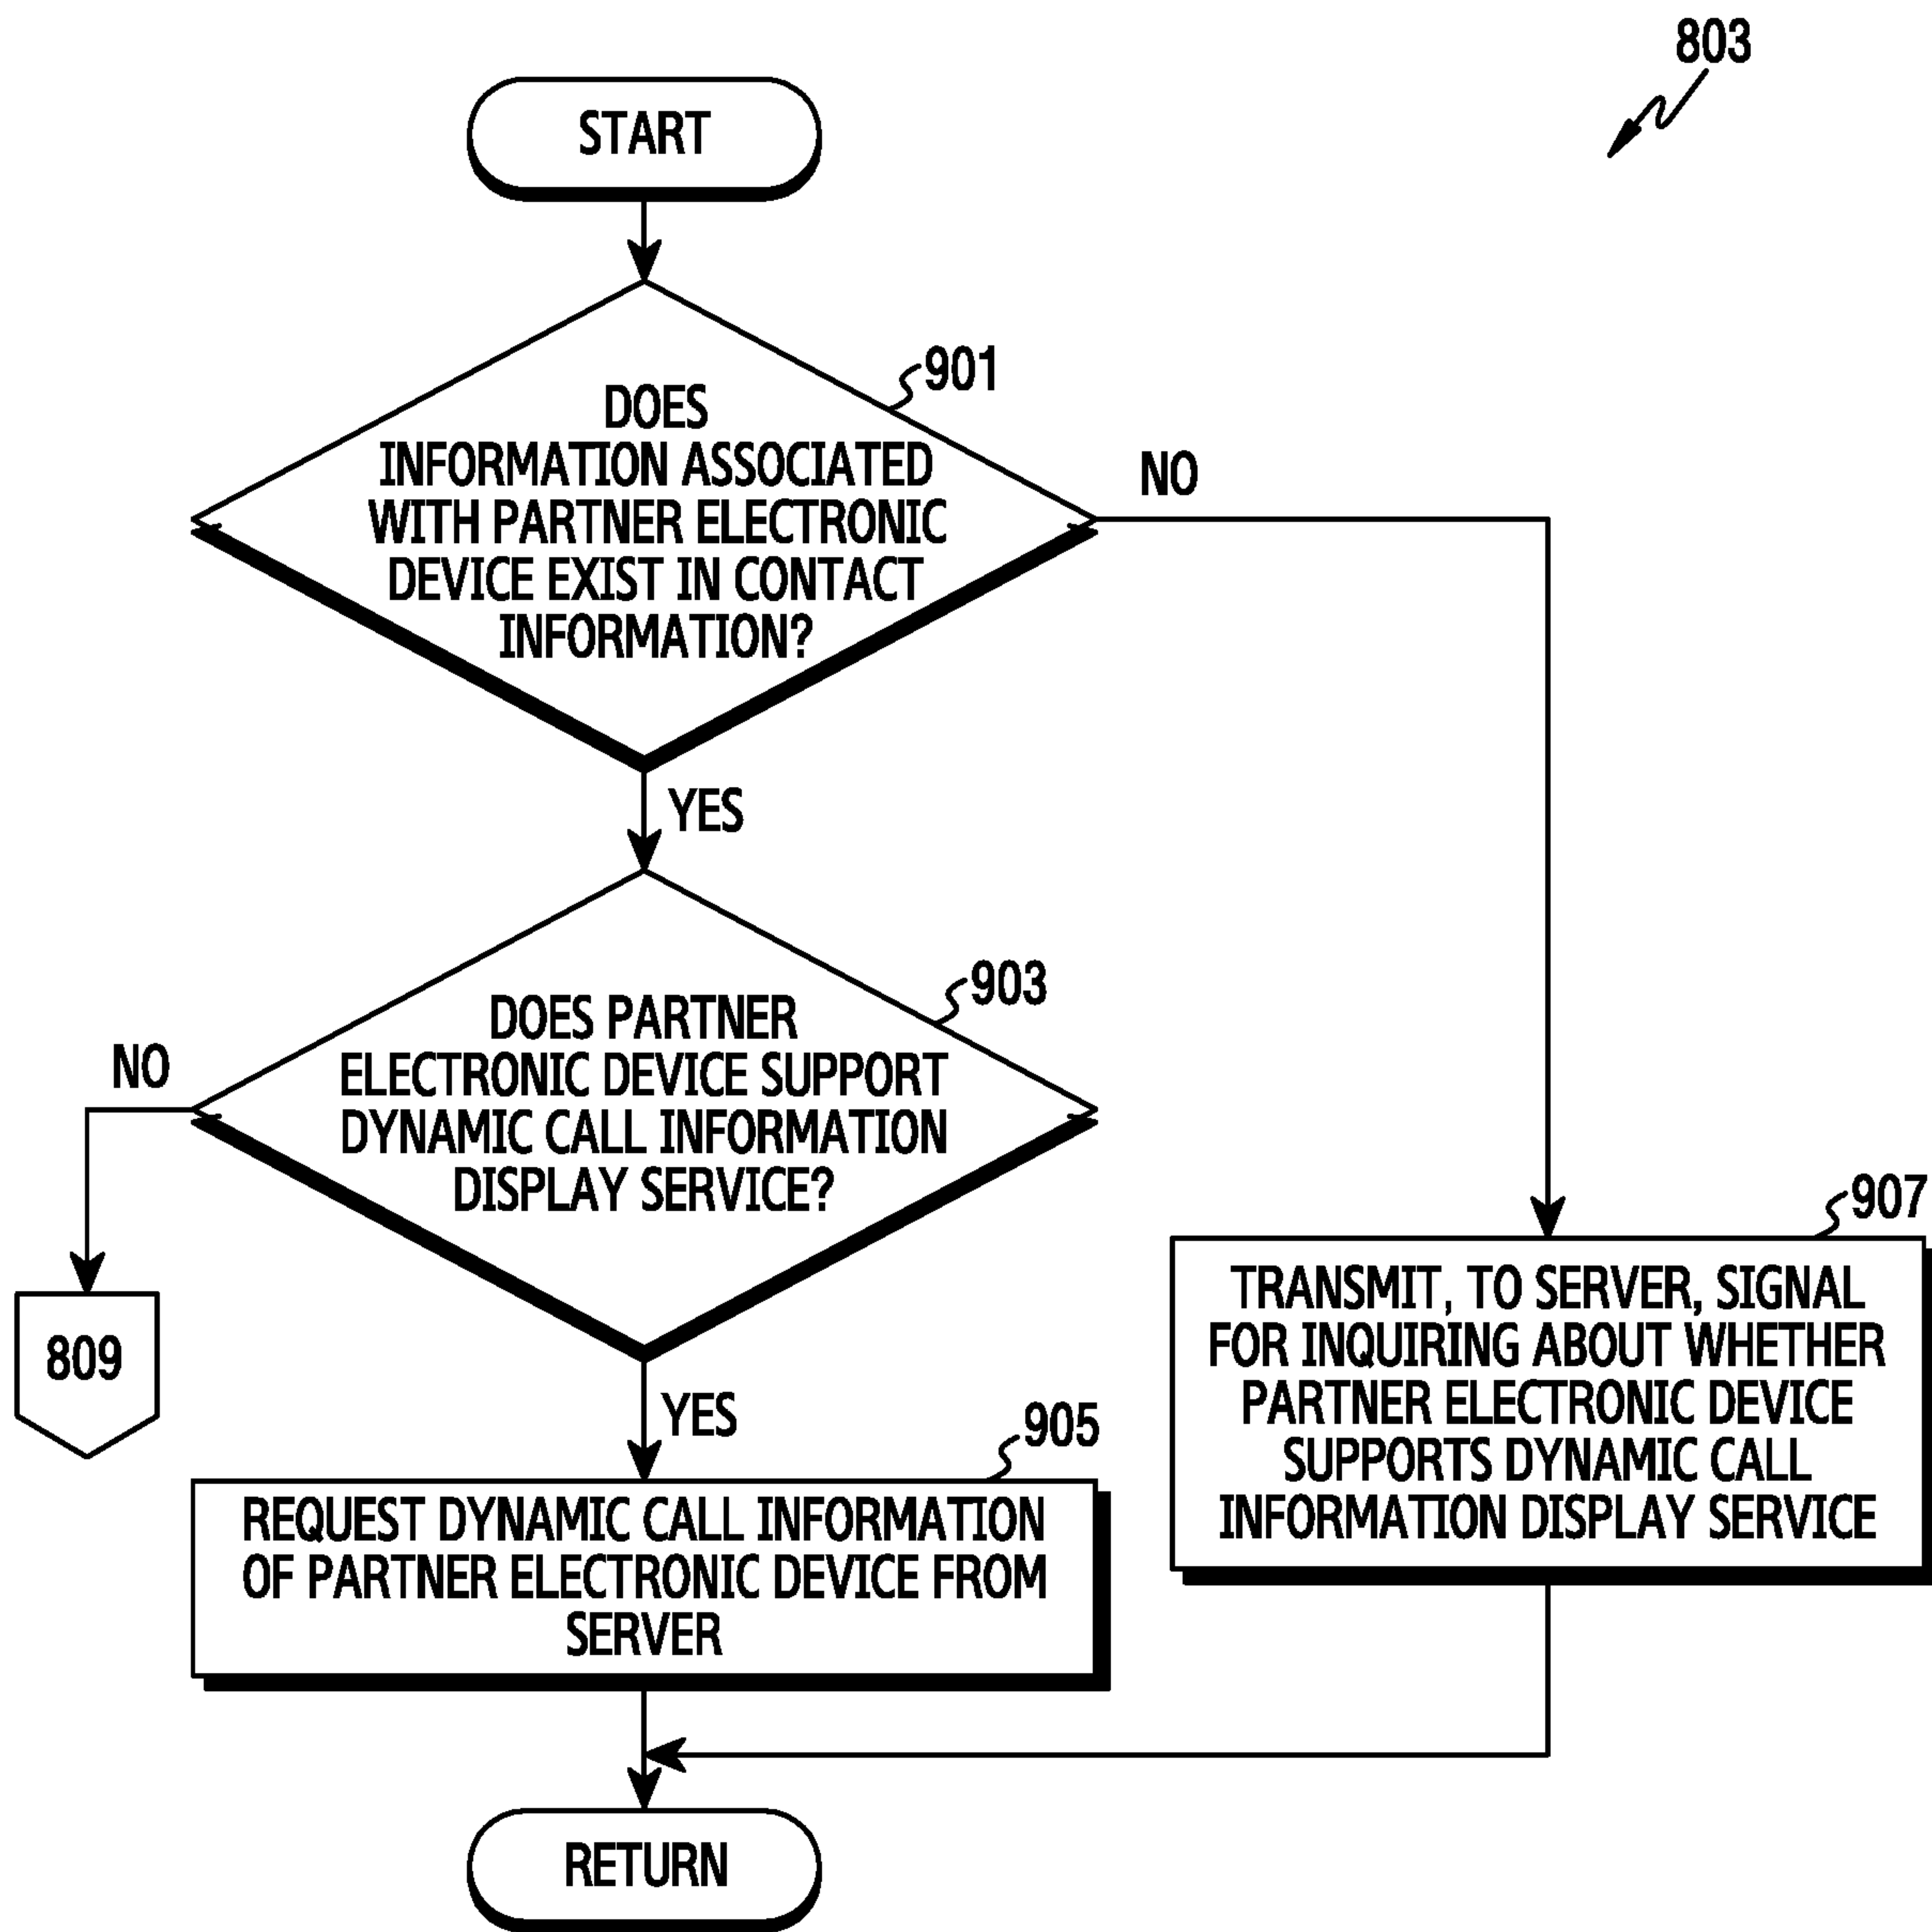 803
START
901
DOES
INFORMATION ASSOCIATED
WITH PARTNER ELECTRONIC
DEVICE EXIST IN CONTACT
INFORMATION?
NO
YES
903
DOES PARTNER
ELECTRONIC DEVICE SUPPORT
DYNAMIC CALL INFORMATION
DISPLAY SERVICE?
NO
809
YES
905
REQUEST DYNAMIC CALL INFORMATION
OF PARTNER ELECTRONIC DEVICE FROM
SERVER
907
TRANSMIT, TO SERVER, SIGNAL
FOR INQUIRING ABOUT WHETHER
PARTNER ELECTRONIC DEVICE
SUPPORTS DYNAMIC CALL
INFORMATION DISPLAY SERVICE
RETURN